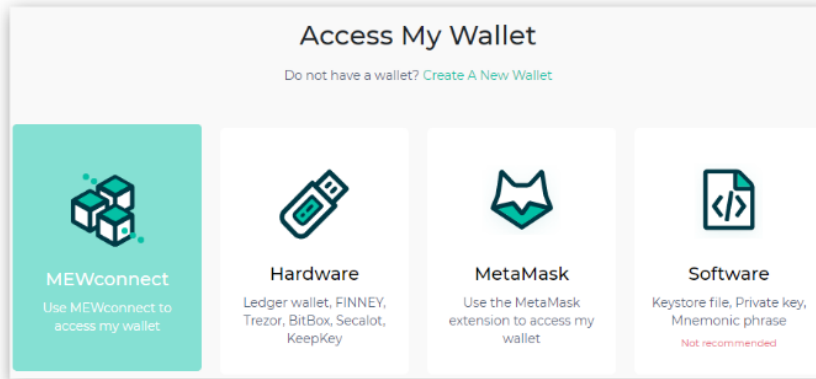 Access My Wallet
Do not have a wallet? Create A New Wallet
MEWconnect
Use MEWconnect to
access my wallet
Hardware
Ledger wallet, FINNEY,
Trezor, BitBox, Secalot,
KeepKey
MetaMask
Use the MetaMask
extension to access my
wallet
Software
Keystore file, Private key,
Mnemonic phrase
Not recommended